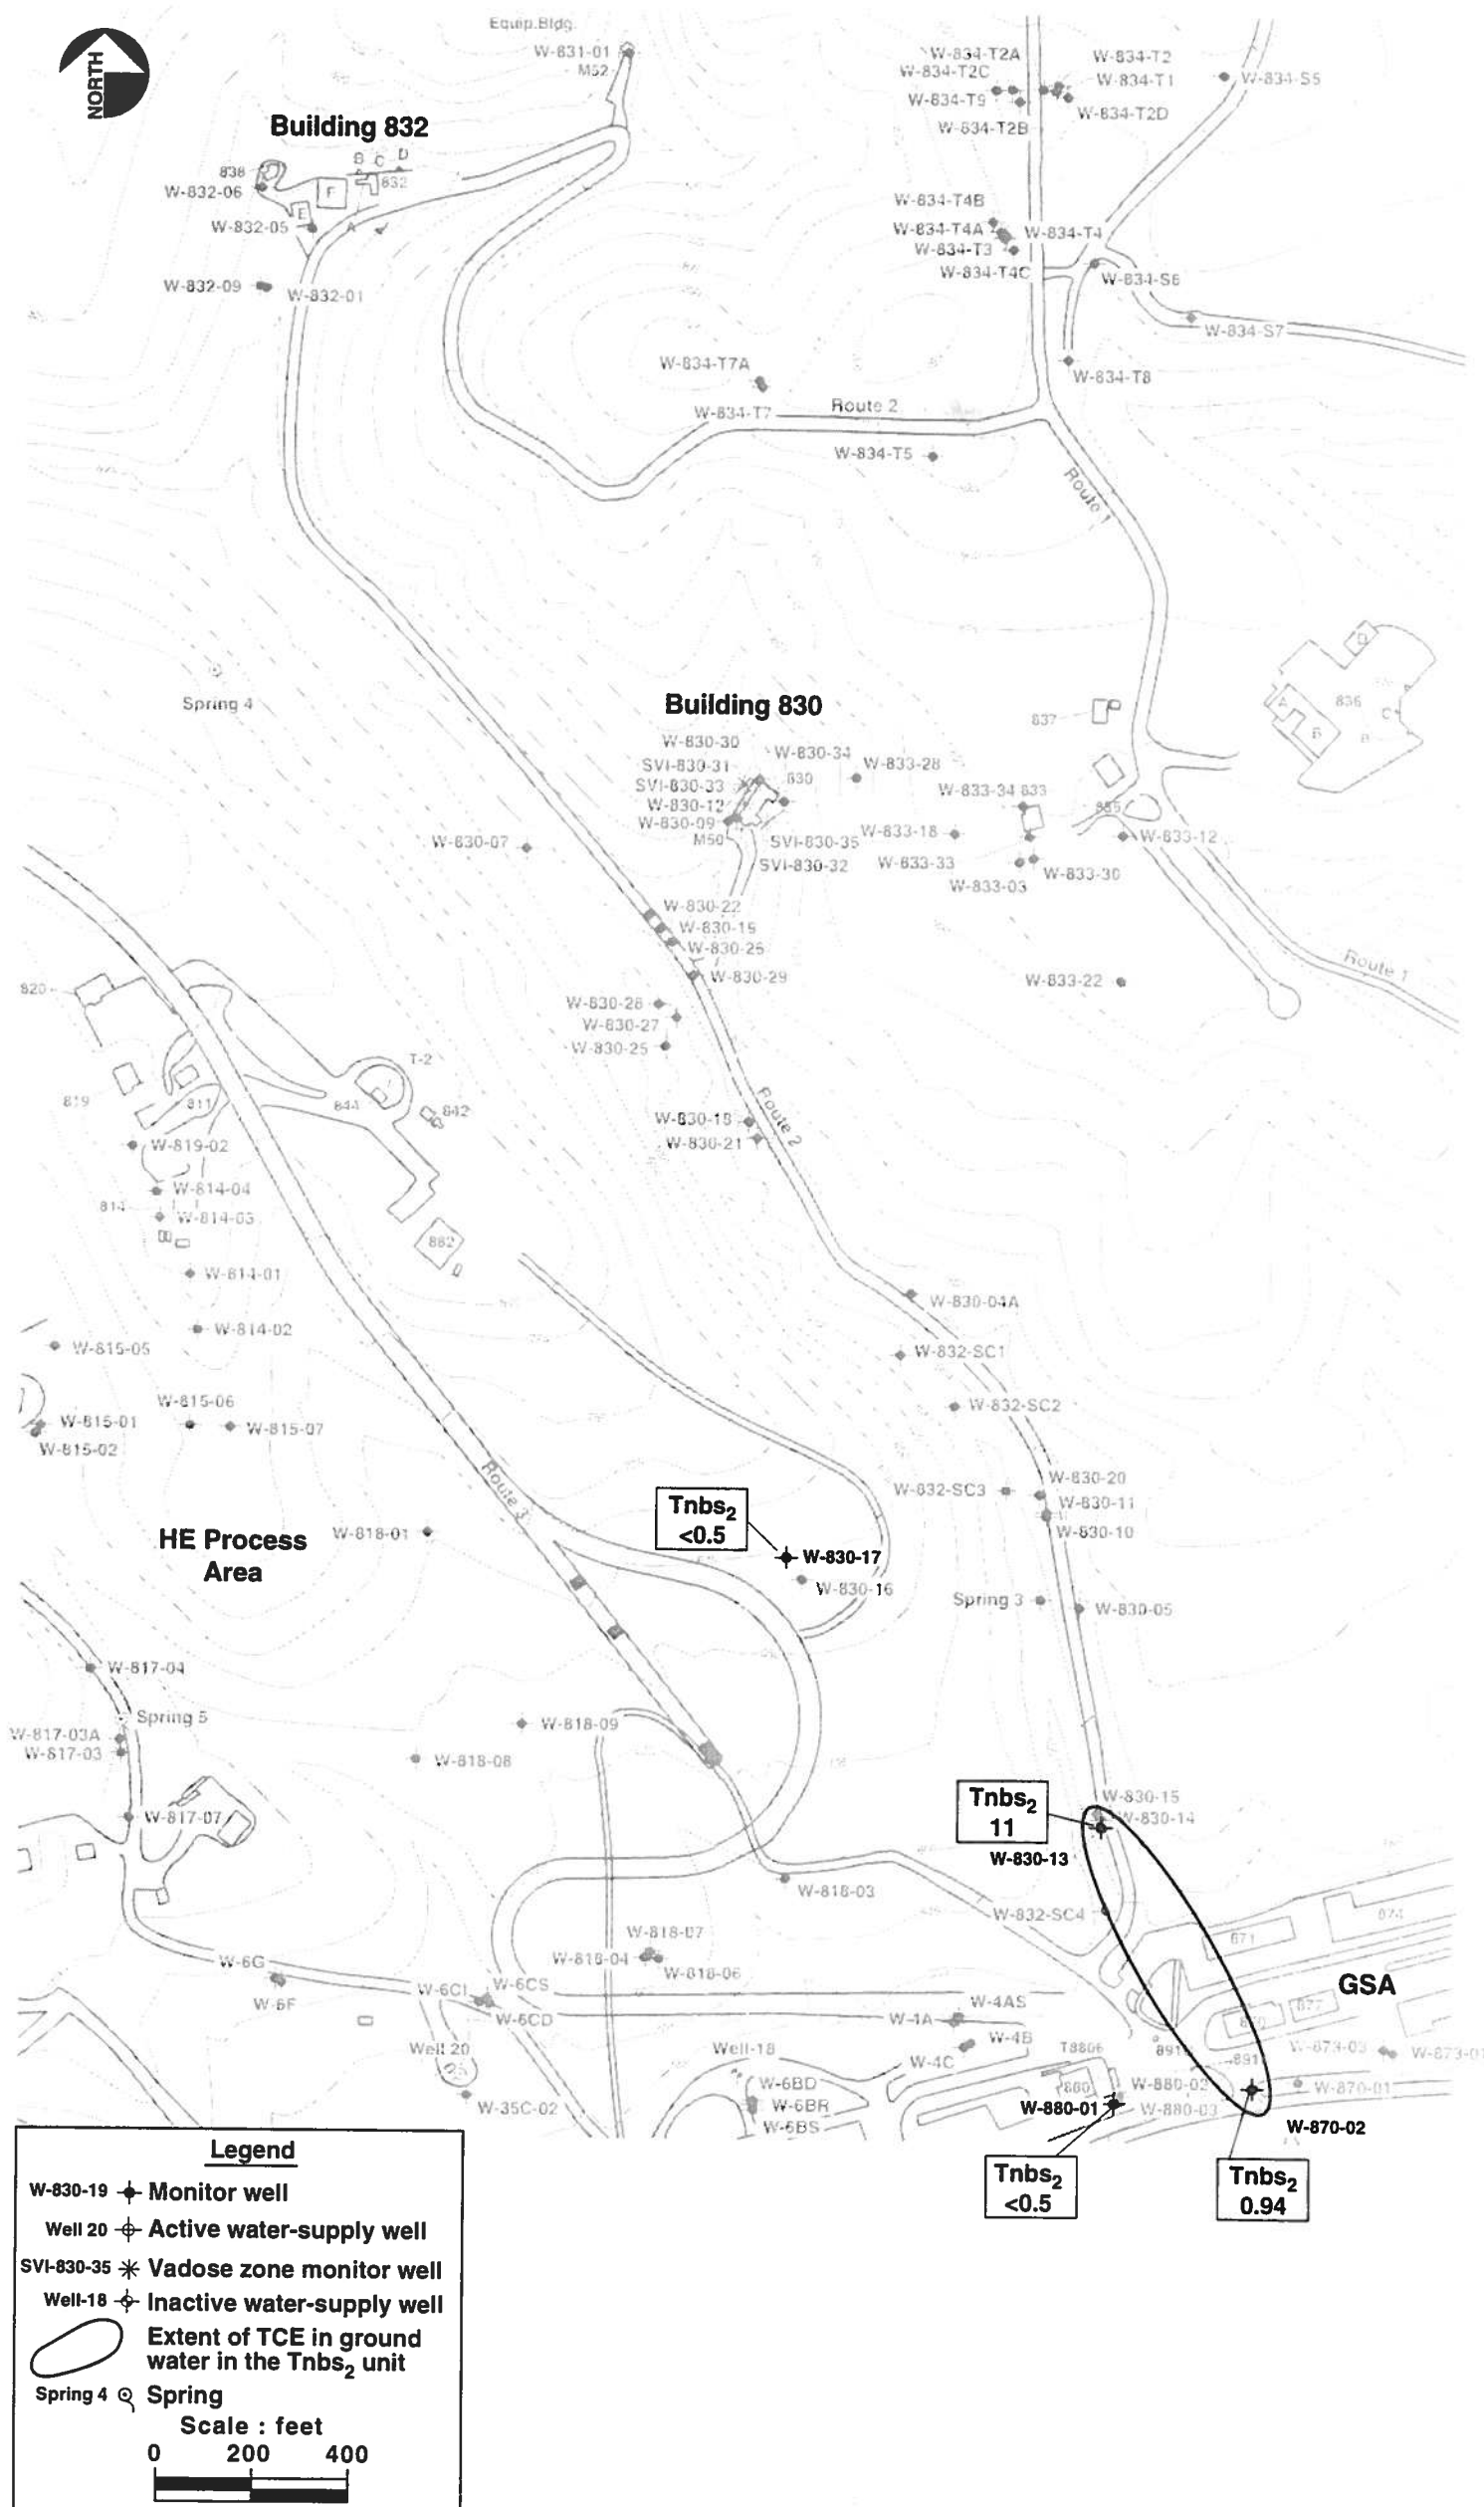 NORTH
Equip.Bldg.
W-831-01
M52
W-834-T2A
W-834-T2
W-834-T2C
W-834-T1
W-834-S5
W-834-T9
W-834-T2D
W-834-T2B
Building 832
B C D
838
832
W-832-06
F
E
W-832-05
A
W-834-T4B
W-834-T4A
W-834-T4
W-834-T3
W-834-T4C
W-834-S6
W-832-09
W-832-01
W-834-S7
W-834-T7A
W-834-T8
W-834-T7
Route 2
W-834-T5
Route 1
Spring 4
Building 830
D
A
836
C
B
B
837
W-830-30
W-830-34
W-833-28
SVI-830-31
830
SVI-830-33
W-833-34 833
W-830-12
835
W-830-09
W-833-18
W-833-12
M50
SVI-830-35
W-830-07
SVI-830-32
W-833-33
W-833-30
W-833-03
W-830-22
W-830-19
W-830-26
W-830-29
Route 1
W-833-22
820
W-830-28
W-830-27
W-830-25
T-2
819
811
844
842
W-830-18
Route 2
W-830-21
W-819-02
W-814-04
814
W-814-03
882
W-814-01
W-830-04A
W-814-02
W-815-05
W-832-SC1
W-815-06
W-832-SC2
W-815-01
W-815-07
W-815-02
Route 3
W-830-20
W-832-SC3
W-830-11
Tnbs2
<0.5
W-830-10
HE Process
Area
W-818-01
W-830-17
W-830-16
Spring 3
W-830-05
W-817-04
Spring 5
W-817-03A
W-818-09
W-817-03
W-818-08
Tnbs2
11
W-830-15
W-830-14
W-817-07
W-830-13
W-818-03
W-832-SC4
874
871
W-818-07
W-818-04
W-818-06
W-6G
GSA
W-6CI
W-6CS
W-6F
W-6CD
W-4AS
W-4A
W-4B
Well 20
Well-18
W-4C
T8806
891
891
W-873-03
W-6BD
880
W-880-02
W-870-01
W-35C-02
W-6BR
W-880-01
W-880-03
W-6BS
W-870-02
Tnbs2
<0.5
Tnbs2
0.94
Legend
W-830-19 Monitor well
Well 20 Active water-supply well
SVI-830-35 Vadose zone monitor well
Well-18 Inactive water-supply well
Extent of TCE in ground
water in the Tnbs2 unit
Spring 4 Spring
Scale : feet
0 200 400